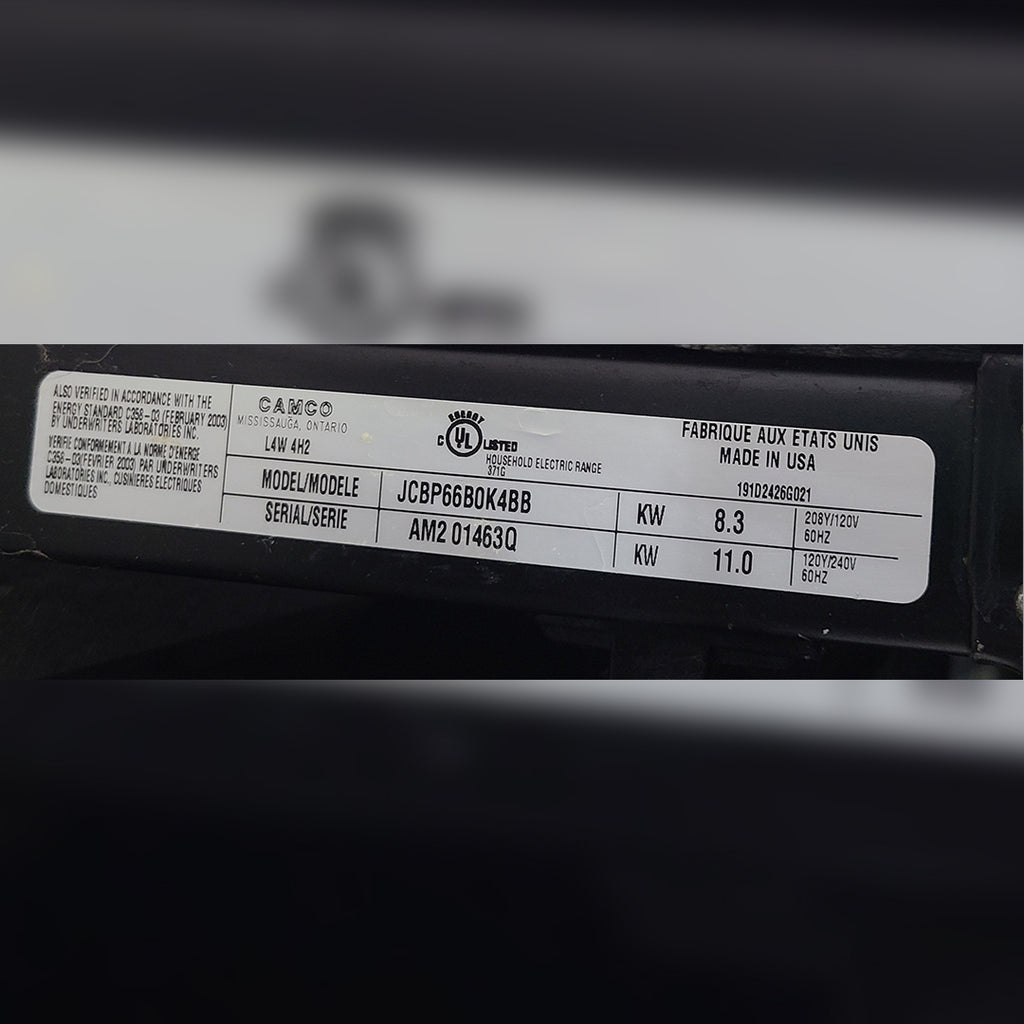 ALSO VERIFIED IN ACCORDANCE WITH THE
ENERGY STANDARD C358-03 (FEBRUARY 2003)
BY UNDERWRITERS LABORATORIES INC.
VERIFIE CONFORMEMENT A LA NORME D'ENERGE
C358-03(FEVRIER 2003) PAR UNDERWRITERS
LABORATORIES INC., CUISINIERES ELECTRIQUES
DOMESTIQUES
CAMCO
MISSISSAUGA, ONTARIO
L4W 4H2
ENERGY
C UL LISTED
HOUSEHOLD ELECTRIC RANGE
371G
FABRIQUE AUX ETATS UNIS
MADE IN USA
191D2426G021
MODEL/MODELE JCBP66B0K4BB
SERIAL/SERIE AM2 01463Q
KW 8.3 208Y/120V
60HZ
KW 11.0 120Y/240V
60HZ